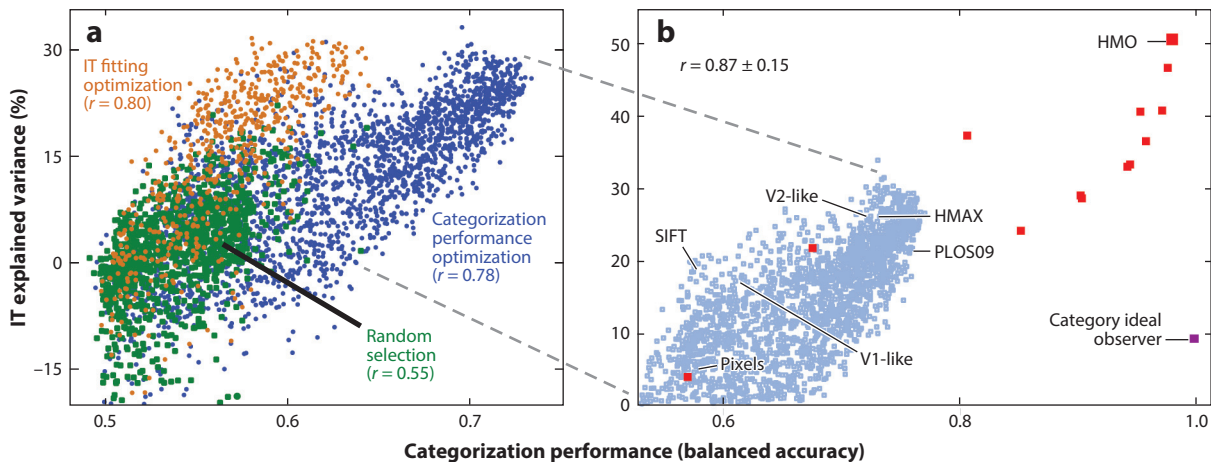 a
IT fitting
optimization
(r = 0.80)
Categorization
performance
optimization
(r = 0.78)
Random
selection
(r = 0.55)
IT explained variance (%)
30
15
0
−15
0.5
0.6
0.7
b
r = 0.87 ± 0.15
HMO
V2-like
HMAX
SIFT
PLOS09
Category ideal
observer
V1-like
Pixels
50
40
30
20
10
0
0.6
0.8
1.0
Categorization performance (balanced accuracy)